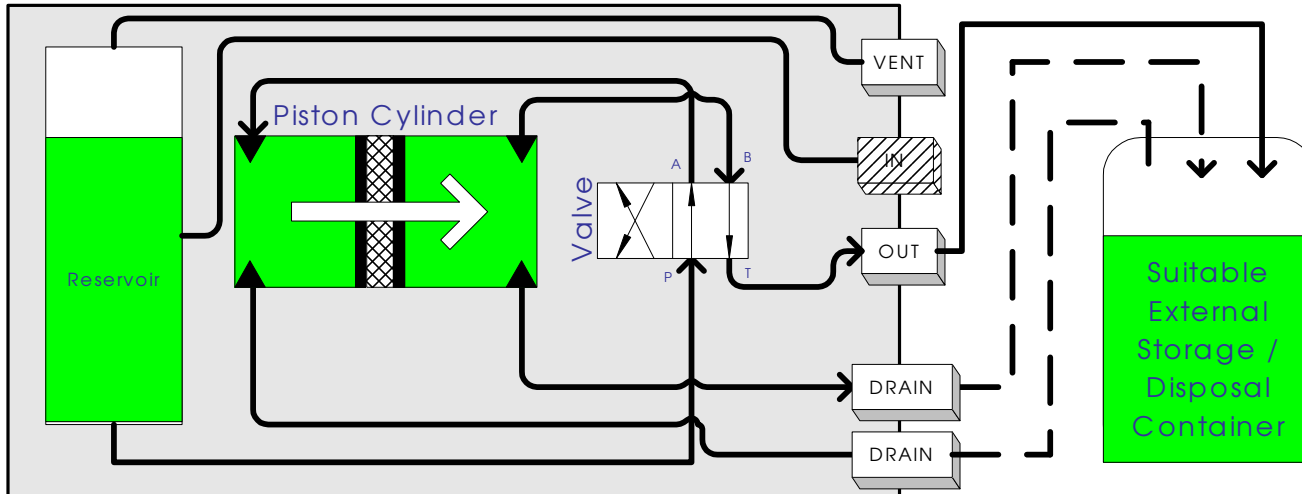 VENT
Piston Cylinder
IN
A
B
Valve
OUT
Reservoir
P
T
Suitable
External
Storage /
Disposal
Container
DRAIN
DRAIN